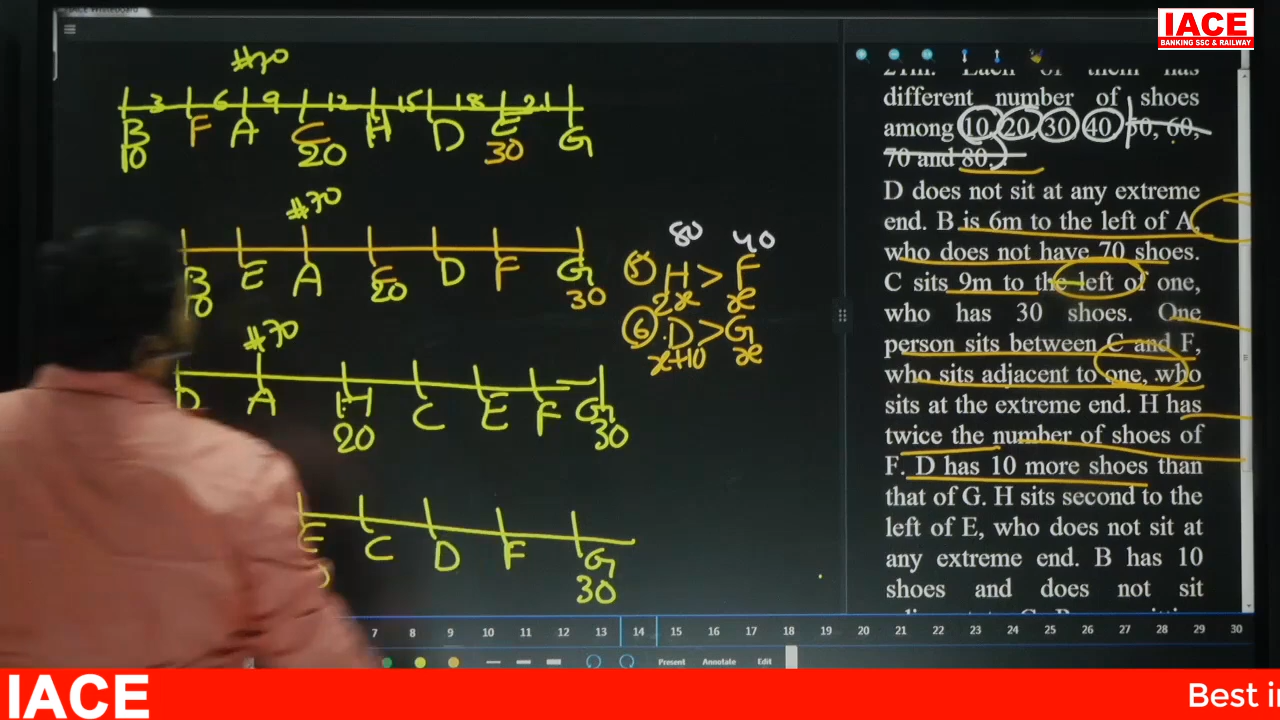 IACE
BANKING SSC & RAILWAY
#70
3 6 9 12 15 18 21
B F A C H D E G
10 20 30
#70
B E A C D F G
10 20 30
#70
D A H C E F G
20 30
E C D F G
30
80 40
5 H > F
2x x
6 D > G
x+10 x
21m. Each of them has
different number of shoes
among 10, 20, 30, 40 50, 60,
70 and 80.
D does not sit at any extreme
end. B is 6m to the left of A,
who does not have 70 shoes.
C sits 9m to the left of one,
who has 30 shoes. One
person sits between C and F,
who sits adjacent to one, who
sits at the extreme end. H has
twice the number of shoes of
F. D has 10 more shoes than
that of G. H sits second to the
left of E, who does not sit at
any extreme end. B has 10
shoes and does not sit
7 8 9 10 11 12 13 14 15 16 17 18 19 20 21 22 23 24 25 26 27 28 29 30
Present Annotate Edit
IACE
Best i